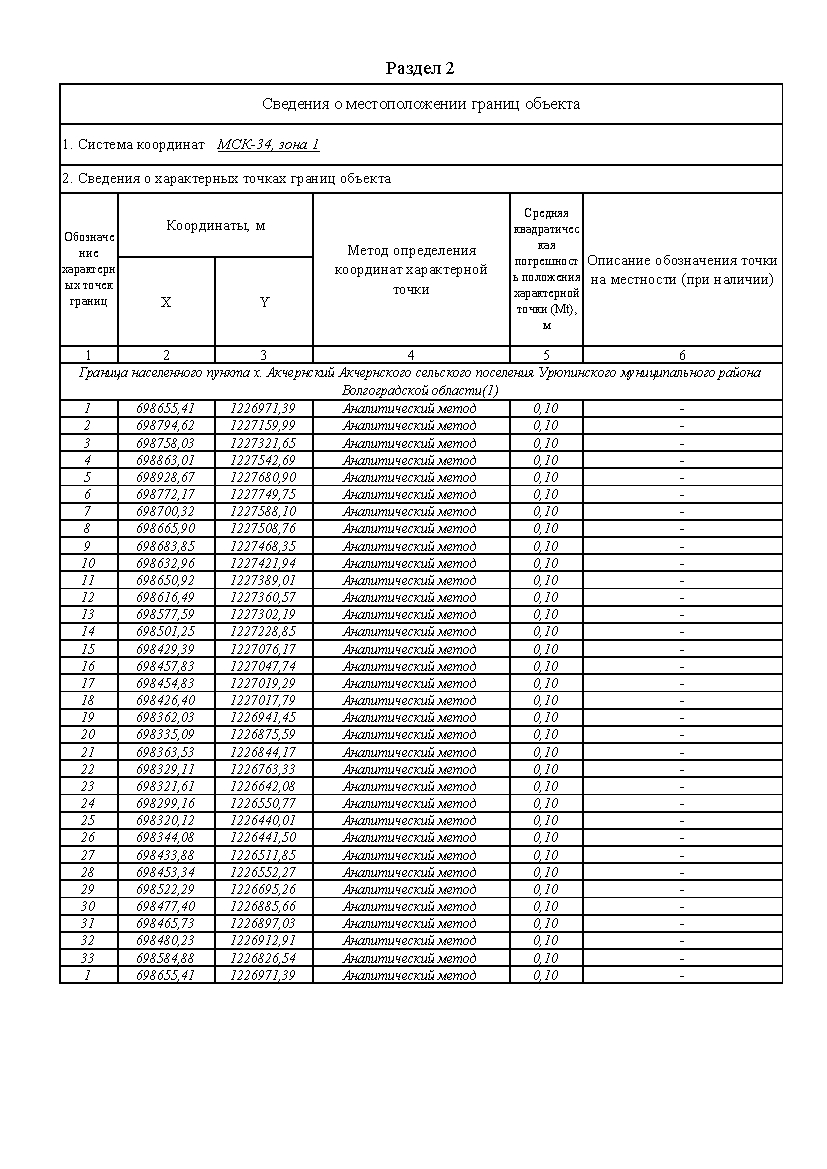 Раздел 2
Сведения о местоположении границ объекта
1. Система координат МСК-34, зона 1
2. Сведения о характерных точках границ объекта
Обозначе
ние
характерн
ых точек
границ
Координаты, м
X
Y
Метод определения
координат характерной
точки
Средняя
квадратичес
кая
погрешност
ь положения
характерной
точки (Mt),
м
Описание обозначения точки
на местности (при наличии)
1 2 3 4 5 6
Граница населенного пункта х. Акчернский Акчернского сельского поселения Урюпинского муниципального района
Волгоградской области(1)
1 698655,41 1226971,39 Аналитический метод 0,10 -
2 698794,62 1227159,99 Аналитический метод 0,10 -
3 698758,03 1227321,65 Аналитический метод 0,10 -
4 698863,01 1227542,69 Аналитический метод 0,10 -
5 698928,67 1227680,90 Аналитический метод 0,10 -
6 698772,17 1227749,75 Аналитический метод 0,10 -
7 698700,32 1227588,10 Аналитический метод 0,10 -
8 698665,90 1227508,76 Аналитический метод 0,10 -
9 698683,85 1227468,35 Аналитический метод 0,10 -
10 698632,96 1227421,94 Аналитический метод 0,10 -
11 698650,92 1227389,01 Аналитический метод 0,10 -
12 698616,49 1227360,57 Аналитический метод 0,10 -
13 698577,59 1227302,19 Аналитический метод 0,10 -
14 698501,25 1227228,85 Аналитический метод 0,10 -
15 698429,39 1227076,17 Аналитический метод 0,10 -
16 698457,83 1227047,74 Аналитический метод 0,10 -
17 698454,83 1227019,29 Аналитический метод 0,10 -
18 698426,40 1227017,79 Аналитический метод 0,10 -
19 698362,03 1226941,45 Аналитический метод 0,10 -
20 698335,09 1226875,59 Аналитический метод 0,10 -
21 698363,53 1226844,17 Аналитический метод 0,10 -
22 698329,11 1226763,33 Аналитический метод 0,10 -
23 698321,61 1226642,08 Аналитический метод 0,10 -
24 698299,16 1226550,77 Аналитический метод 0,10 -
25 698320,12 1226440,01 Аналитический метод 0,10 -
26 698344,08 1226441,50 Аналитический метод 0,10 -
27 698433,88 1226511,85 Аналитический метод 0,10 -
28 698453,34 1226552,27 Аналитический метод 0,10 -
29 698522,29 1226695,26 Аналитический метод 0,10 -
30 698477,40 1226885,66 Аналитический метод 0,10 -
31 698465,73 1226897,03 Аналитический метод 0,10 -
32 698480,23 1226912,91 Аналитический метод 0,10 -
33 698584,88 1226826,54 Аналитический метод 0,10 -
1 698655,41 1226971,39 Аналитический метод 0,10 -